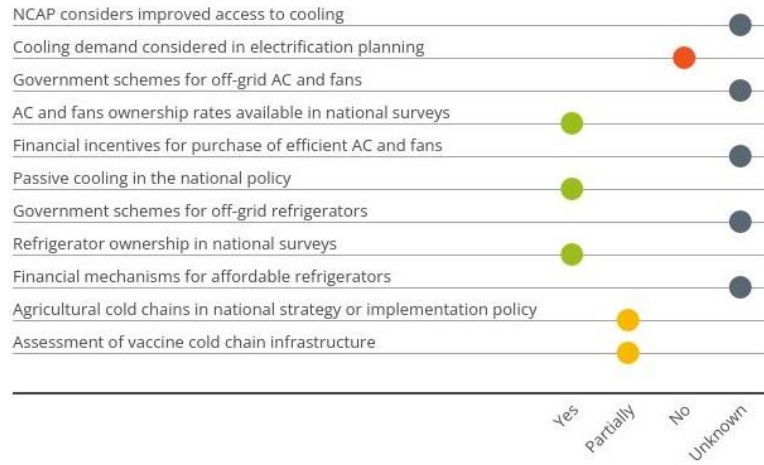 NCAP considers improved access to cooling
Cooling demand considered in electrification planning
Government schemes for off-grid AC and fans
AC and fans ownership rates available in national surveys
Financial incentives for purchase of efficient AC and fans
Passive cooling in the national policy
Government schemes for off-grid refrigerators
Refrigerator ownership in national surveys
Financial mechanisms for affordable refrigerators
Agricultural cold chains in national strategy or implementation policy
Assessment of vaccine cold chain infrastructure
Yes
Partially
No
Unknown